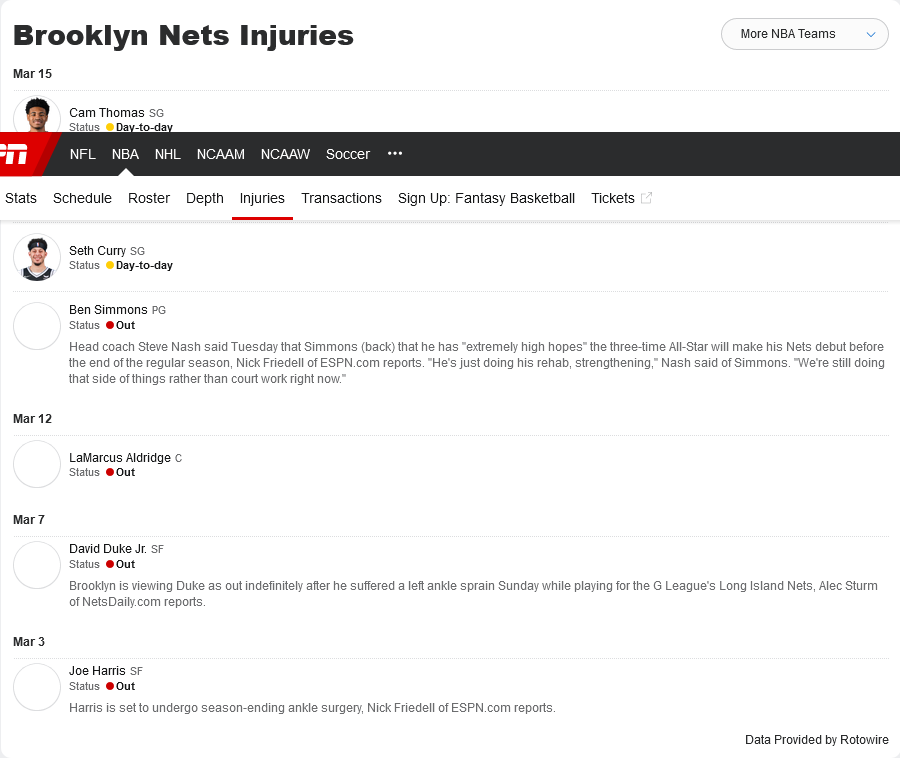 Brooklyn Nets Injuries
More NBA Teams
Mar 15
Cam Thomas SG
Status Day-to-day
NFL NBA NHL NCAAM NCAAW Soccer •••
Stats Schedule Roster Depth Injuries Transactions Sign Up: Fantasy Basketball Tickets
Seth Curry SG
Status Day-to-day
Ben Simmons PG
Status Out
Head coach Steve Nash said Tuesday that Simmons (back) that he has "extremely high hopes" the three-time All-Star will make his Nets debut before
the end of the regular season, Nick Friedell of ESPN.com reports. "He's just doing his rehab, strengthening," Nash said of Simmons. "We're still doing
that side of things rather than court work right now."
Mar 12
LaMarcus Aldridge C
Status Out
Mar 7
David Duke Jr. SF
Status Out
Brooklyn is viewing Duke as out indefinitely after he suffered a left ankle sprain Sunday while playing for the G League's Long Island Nets, Alec Sturm
of NetsDaily.com reports.
Mar 3
Joe Harris SF
Status Out
Harris is set to undergo season-ending ankle surgery, Nick Friedell of ESPN.com reports.
Data Provided by Rotowire